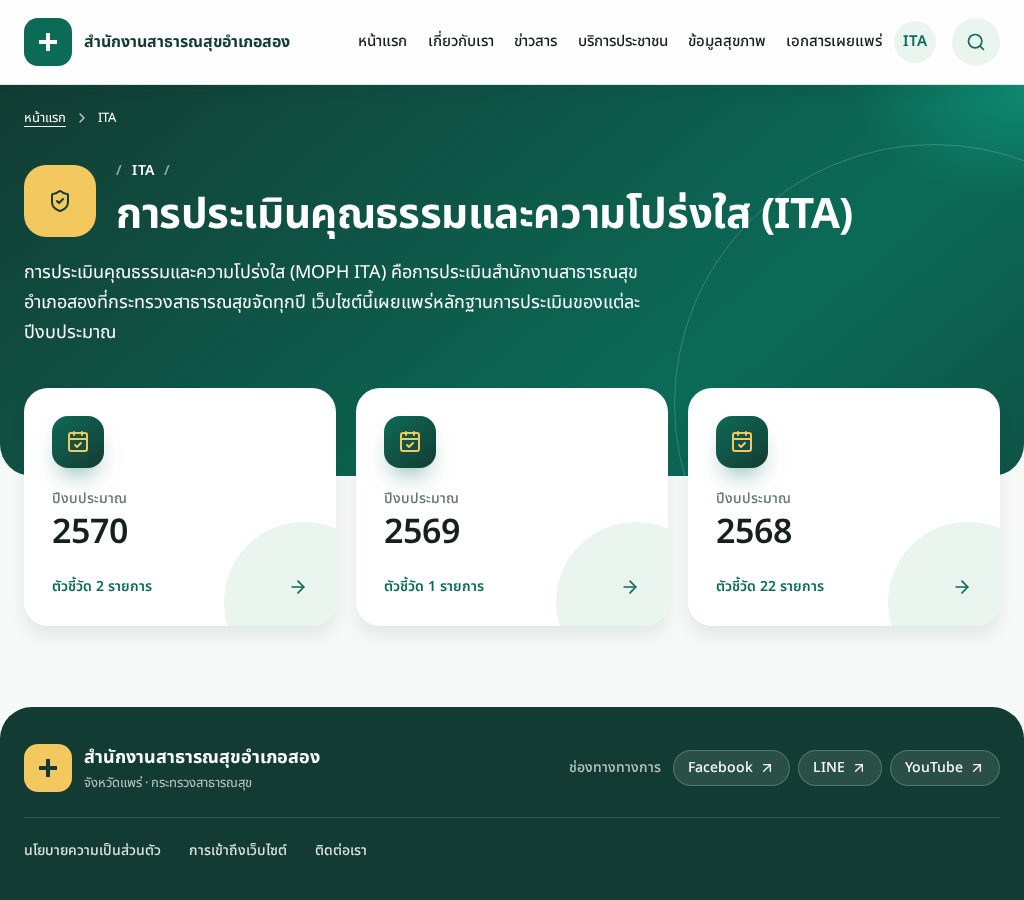 สำนักงานสาธารณสุขอำเภอสอง
หน้าแรก เกี่ยวกับเรา ข่าวสาร บริการประชาชน ข้อมูลสุขภาพ เอกสารเผยแพร่ ITA
หน้าแรก > ITA
/ ITA /
การประเมินคุณธรรมและความโปร่งใส (ITA)
การประเมินคุณธรรมและความโปร่งใส (MOPH ITA) คือการประเมินสำนักงานสาธารณสุข
อำเภอสองที่กระทรวงสาธารณสุขจัดทุกปี เว็บไซต์นี้เผยแพร่หลักฐานการประเมินของแต่ละ
ปีงบประมาณ
ปีงบประมาณ
2570
ตัวชี้วัด 2 รายการ
ปีงบประมาณ
2569
ตัวชี้วัด 1 รายการ
ปีงบประมาณ
2568
ตัวชี้วัด 22 รายการ
สำนักงานสาธารณสุขอำเภอสอง
จังหวัดแพร่ · กระทรวงสาธารณสุข
ช่องทางทางการ Facebook LINE YouTube
นโยบายความเป็นส่วนตัว การเข้าถึงเว็บไซต์ ติดต่อเรา